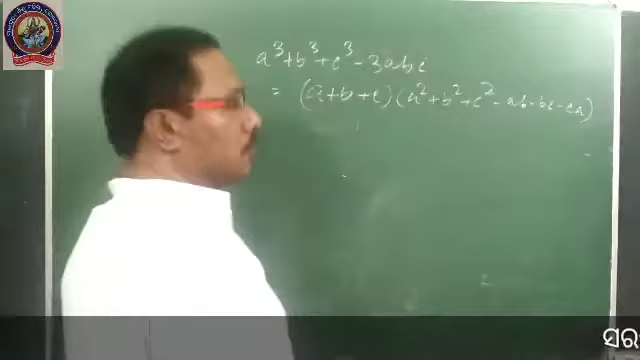 a³+b³+c³-3abc
= (a+b+c)(a²+b²+c²-ab-bc-ca)
ସର